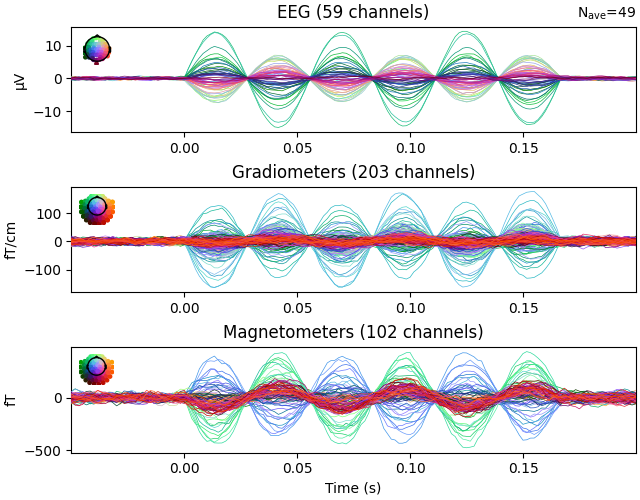 EEG (59 channels)
Nave=49
10
0
−10
µV
0.00 0.05 0.10 0.15
Gradiometers (203 channels)
100
0
−100
fT/cm
0.00 0.05 0.10 0.15
Magnetometers (102 channels)
0
−500
fT
0.00 0.05 0.10 0.15
Time (s)